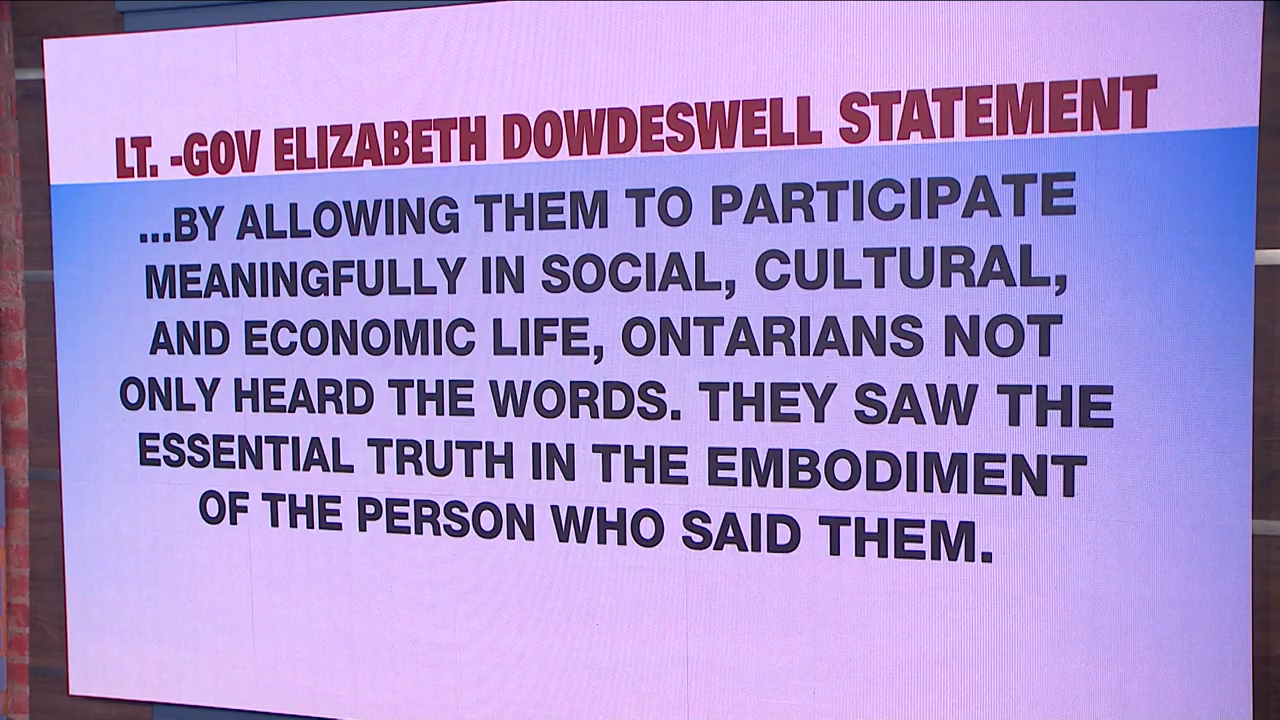 LT. -GOV ELIZABETH DOWDESWELL STATEMENT
...BY ALLOWING THEM TO PARTICIPATE
MEANINGFULLY IN SOCIAL, CULTURAL,
AND ECONOMIC LIFE, ONTARIANS NOT
ONLY HEARD THE WORDS. THEY SAW THE
ESSENTIAL TRUTH IN THE EMBODIMENT
OF THE PERSON WHO SAID THEM.